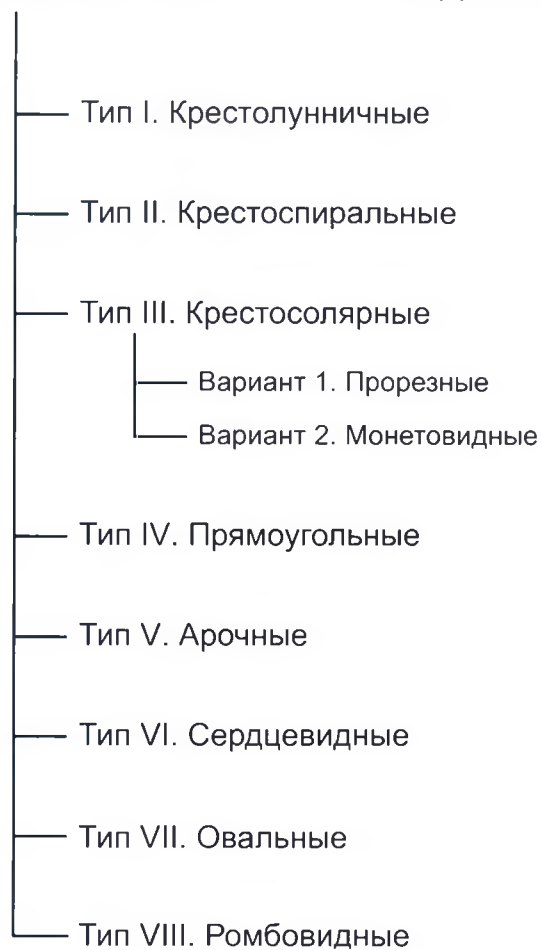 Тип I. Крестолунничные
Тип II. Крестоспиральные
Тип III. Крестосолярные
Вариант 1. Прорезные
Вариант 2. Монетовидные
Тип IV. Прямоугольные
Тип V. Арочные
Тип VI. Сердцевидные
Тип VII. Овальные
Тип VIII. Ромбовидные